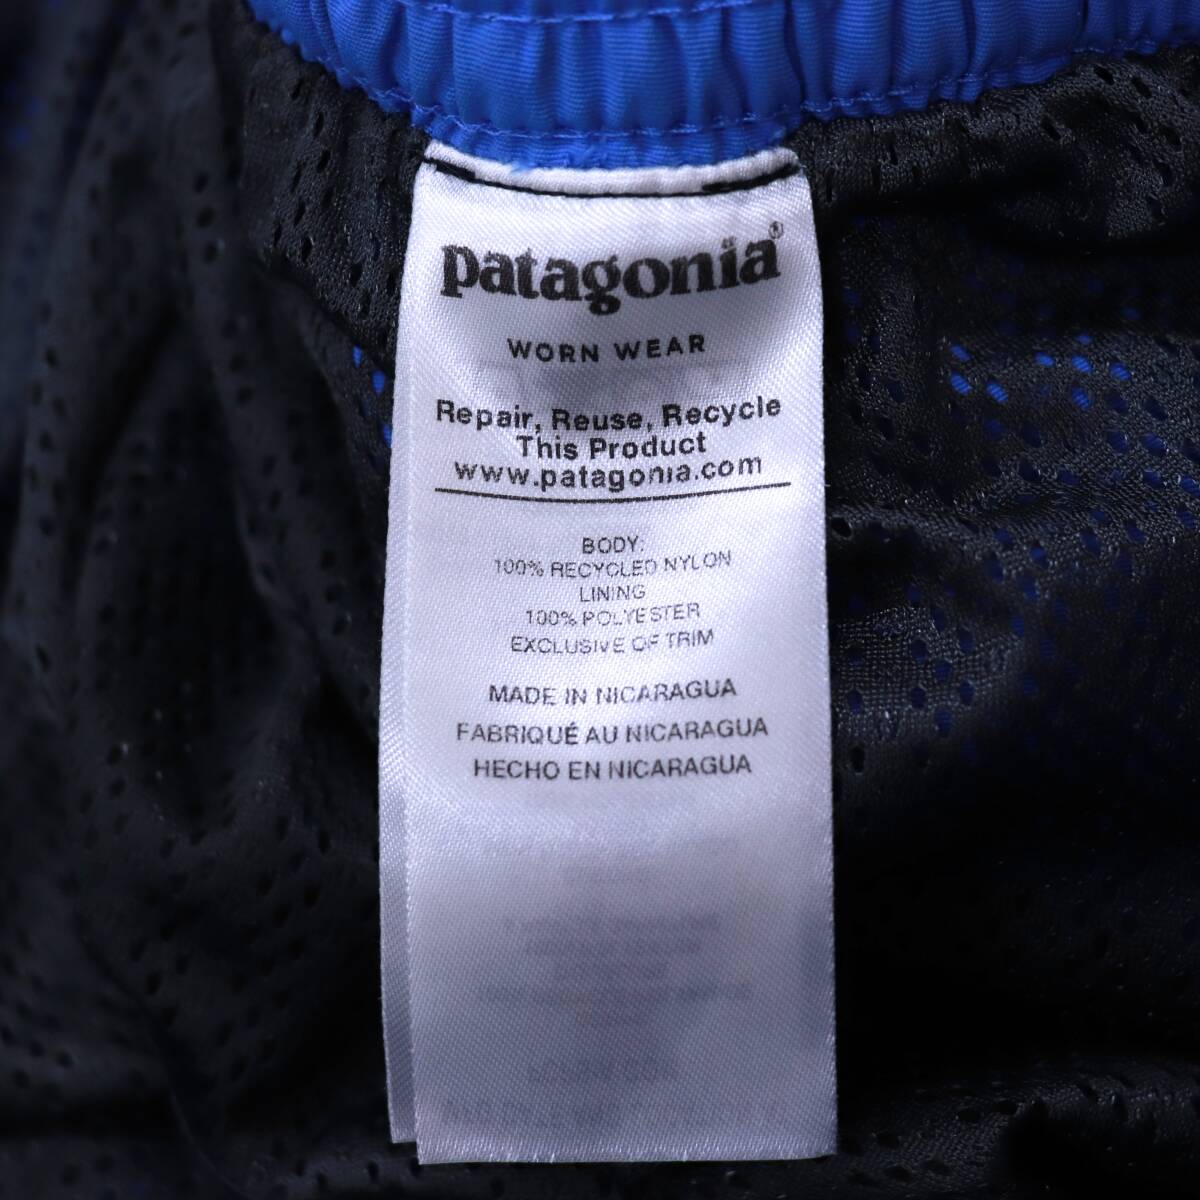 patagonia®
WORN WEAR
Repair, Reuse, Recycle
This Product
www.patagonia.com
BODY:
100% RECYCLED NYLON
LINING
100% POLYESTER
EXCLUSIVE OF TRIM
MADE IN NICARAGUA
FABRIQUÉ AU NICARAGUA
HECHO EN NICARAGUA